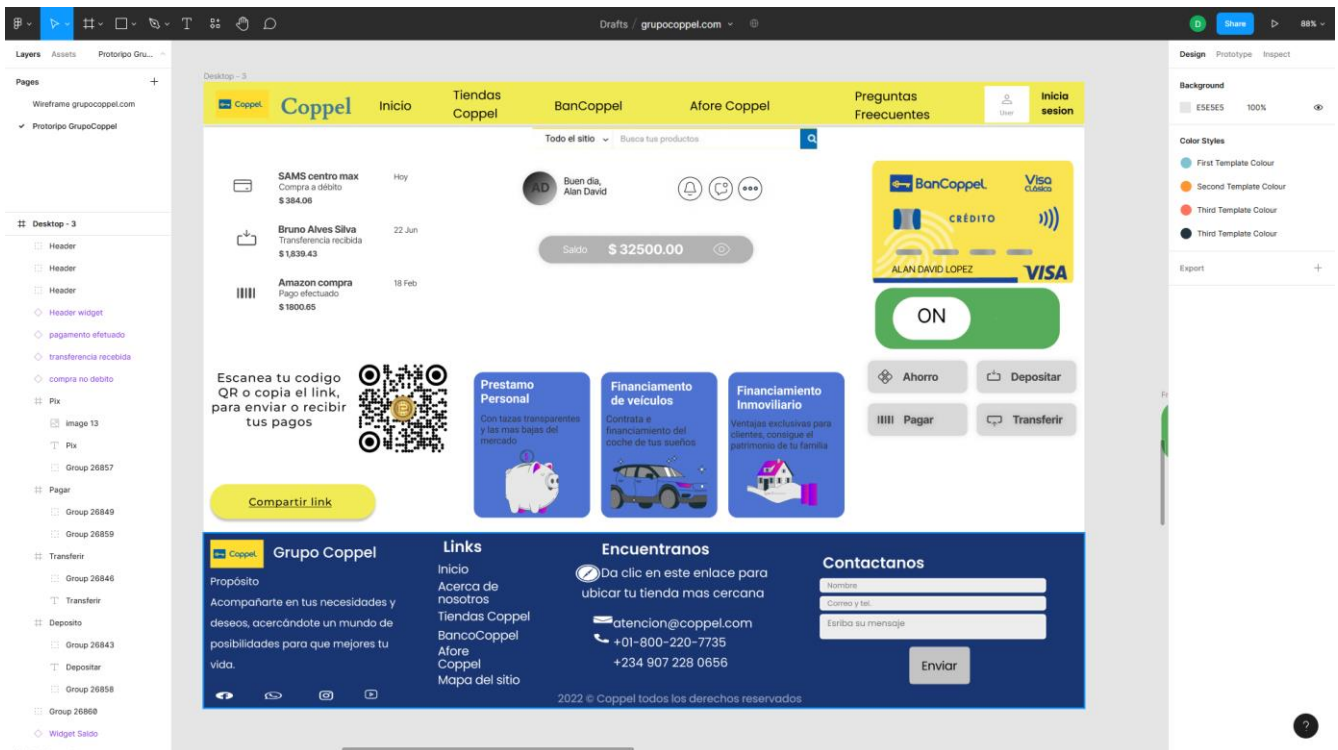 Drafts / grupocoppel.com
D
Share
88%
Layers
Assets
Protoripo Gru...
Pages
Wireframe grupocoppel.com
Protoripo GrupoCoppel
Desktop - 3
Header
Header
Header
Header widget
pagamento efetuado
transferencia recebida
compra no debito
Pix
image 13
Pix
Group 26857
Pagar
Group 26849
Group 26859
Transferir
Group 26846
Transferir
Deposito
Group 26843
Depositar
Group 26858
Group 26860
Widget Saldo
Desktop - 3
Coppel.
Coppel
Inicio
Tiendas
Coppel
BanCoppel
Afore Coppel
Preguntas
Freecuentes
User
Inicia
sesion
Todo el sitio
Busca tus productos
SAMS centro max
Hoy
Compra a débito
$ 384.06
Bruno Alves Silva
22 Jun
Transferencia recibida
$ 1,839.43
Amazon compra
18 Feb
Pago efectuado
$ 1800.65
AD
Buen dia,
Alan David
Saldo
$ 32500.00
BanCoppel.
Visa
clásica
CRÉDITO
ALAN DAVID LOPEZ
VISA
ON
Ahorro
Depositar
Pagar
Transferir
Escanea tu codigo
QR o copia el link,
para enviar o recibir
tus pagos
Compartir link
Prestamo
Personal
Con tazas transparentes
y las mas bajas del
mercado
Financiamento
de veículos
Contrata e
financiamiento del
coche de tus sueños
Financiamiento
Inmoviliario
Ventajas exclusivas para
clientes, consigue el
patrimonio de tu familia
Coppel.
Grupo Coppel
Propósito
Acompañarte en tus necesidades y
deseos, acercándote un mundo de
posibilidades para que mejores tu
vida.
Links
Inicio
Acerca de
nosotros
Tiendas Coppel
BancoCoppel
Afore
Coppel
Mapa del sitio
Encuentranos
Da clic en este enlace para
ubicar tu tienda mas cercana
atencion@coppel.com
+01-800-220-7735
+234 907 228 0656
2022 © Coppel todos los derechos reservados
Contactanos
Nombre
Correo y tel.
Esriba su mensaje
Enviar
Design
Prototype
Inspect
Background
E5E5E5
100%
Color Styles
First Template Colour
Second Template Colour
Third Template Colour
Third Template Colour
Export
?